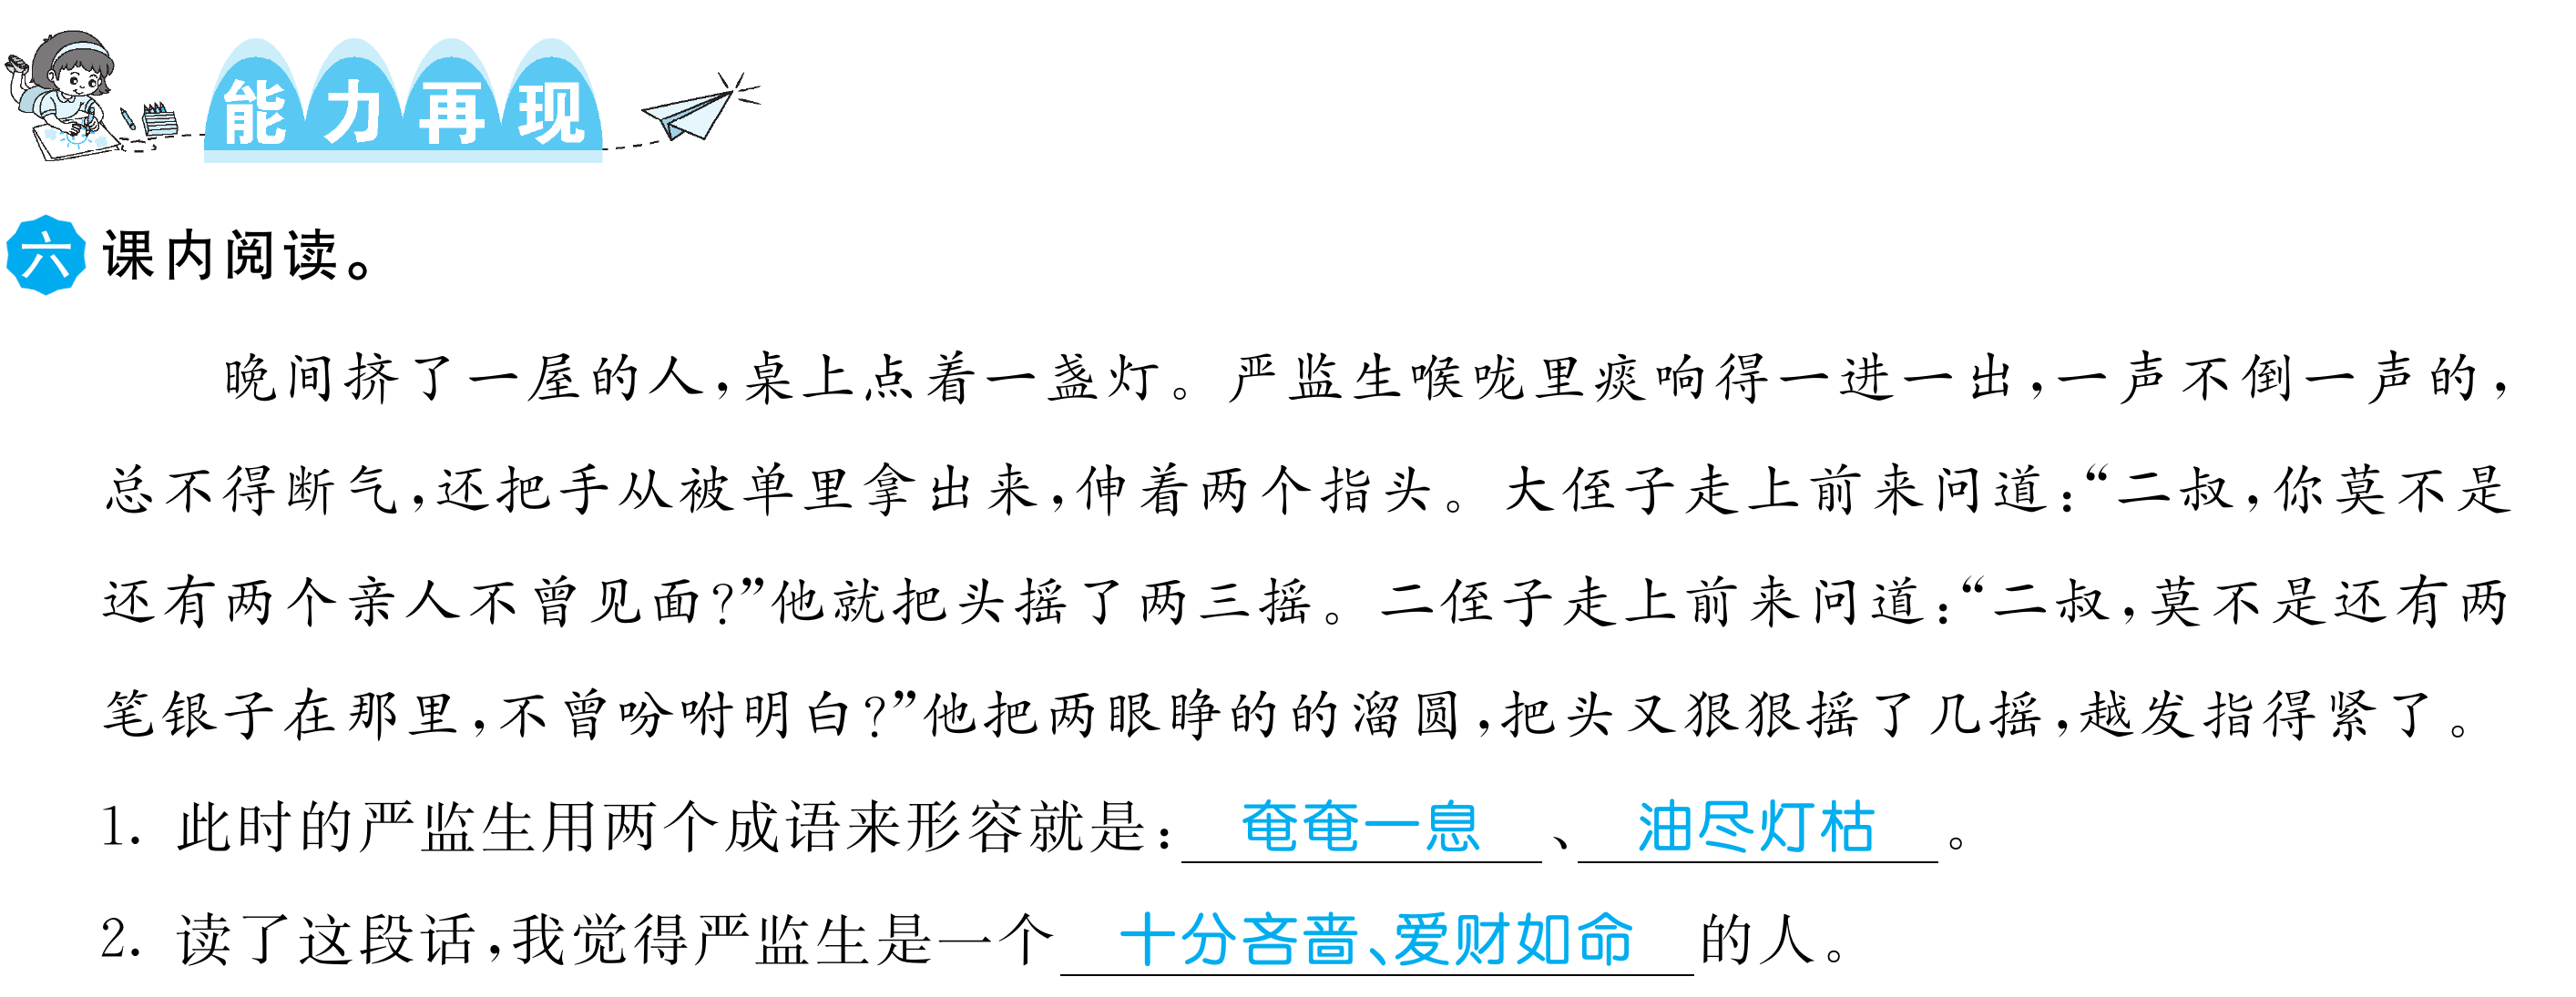 能力再现
六 课内阅读。
晚间挤了一屋的人,桌上点着一盏灯。严监生喉咙里痰响得一进一出,一声不倒一声的,
总不得断气,还把手从被单里拿出来,伸着两个指头。大侄子走上前来问道:“二叔,你莫不是
还有两个亲人不曾见面?”他就把头摇了两三摇。二侄子走上前来问道:“二叔,莫不是还有两
笔银子在那里,不曾吩咐明白?”他把两眼睁的的溜圆,把头又狠狠摇了几摇,越发指得紧了。
1. 此时的严监生用两个成语来形容就是:奄奄一息、油尽灯枯。
2. 读了这段话,我觉得严监生是一个十分吝啬、爱财如命的人。